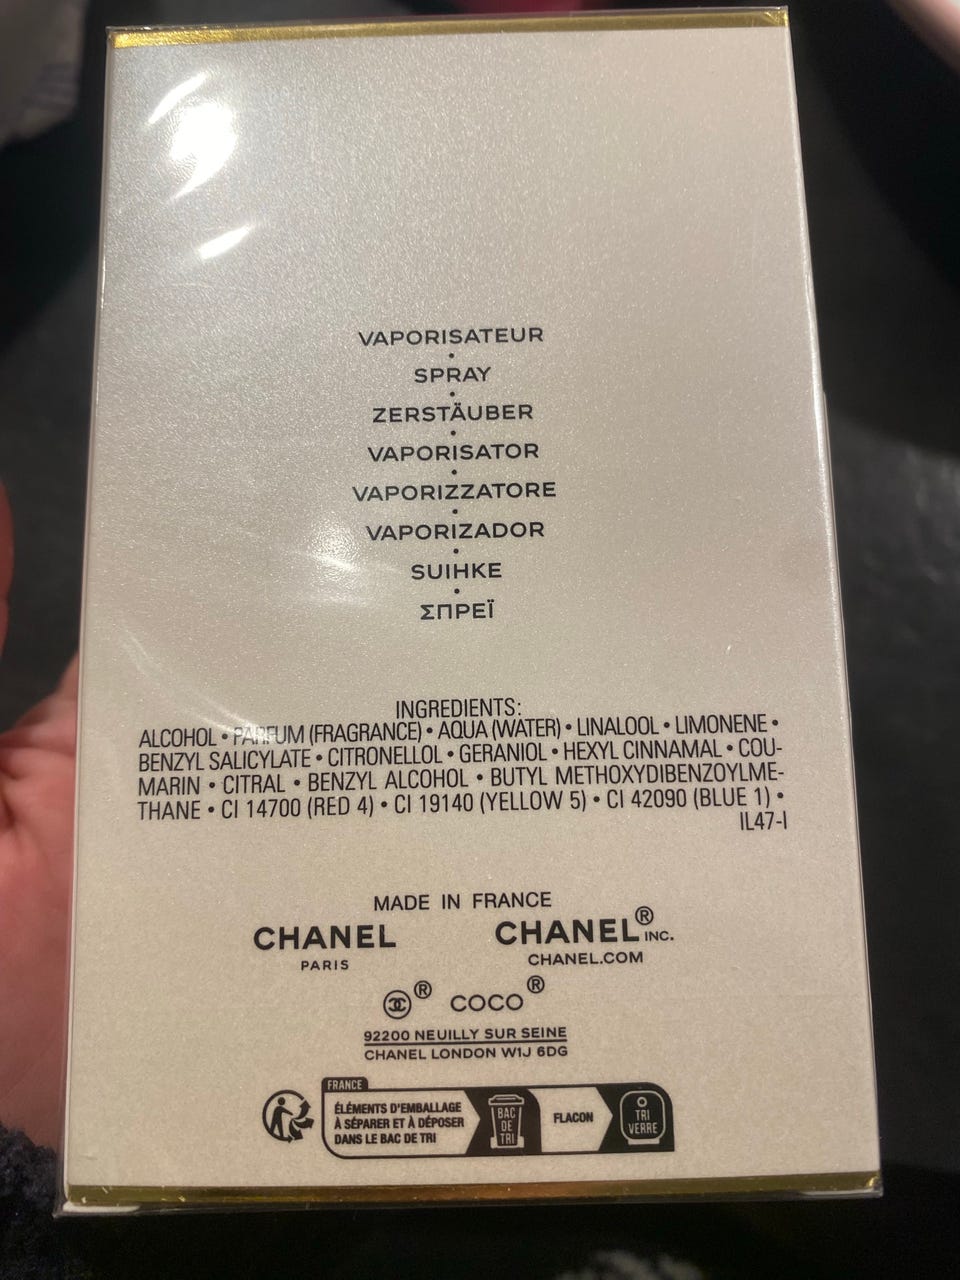 VAPORISATEUR
•
SPRAY
•
ZERSTÄUBER
•
VAPORISATOR
•
VAPORIZZATORE
•
VAPORIZADOR
•
SUIHKE
•
ΣΠΡΕΪ
INGREDIENTS:
ALCOHOL • PARFUM (FRAGRANCE) • AQUA (WATER) • LINALOOL • LIMONENE •
BENZYL SALICYLATE • CITRONELLOL • GERANIOL • HEXYL CINNAMAL • COU-
MARIN • CITRAL • BENZYL ALCOHOL • BUTYL METHOXYDIBENZOYLME-
THANE • CI 14700 (RED 4) • CI 19140 (YELLOW 5) • CI 42090 (BLUE 1) •
IL47-I
MADE IN FRANCE
CHANEL
PARIS
CHANEL® INC.
CHANEL.COM
® COCO®
92200 NEUILLY SUR SEINE
CHANEL LONDON W1J 6DG
FRANCE
ÉLÉMENTS D'EMBALLAGE
À SÉPARER ET À DÉPOSER
DANS LE BAC DE TRI
BAC
DE
TRI
FLACON
TRI
VERRE